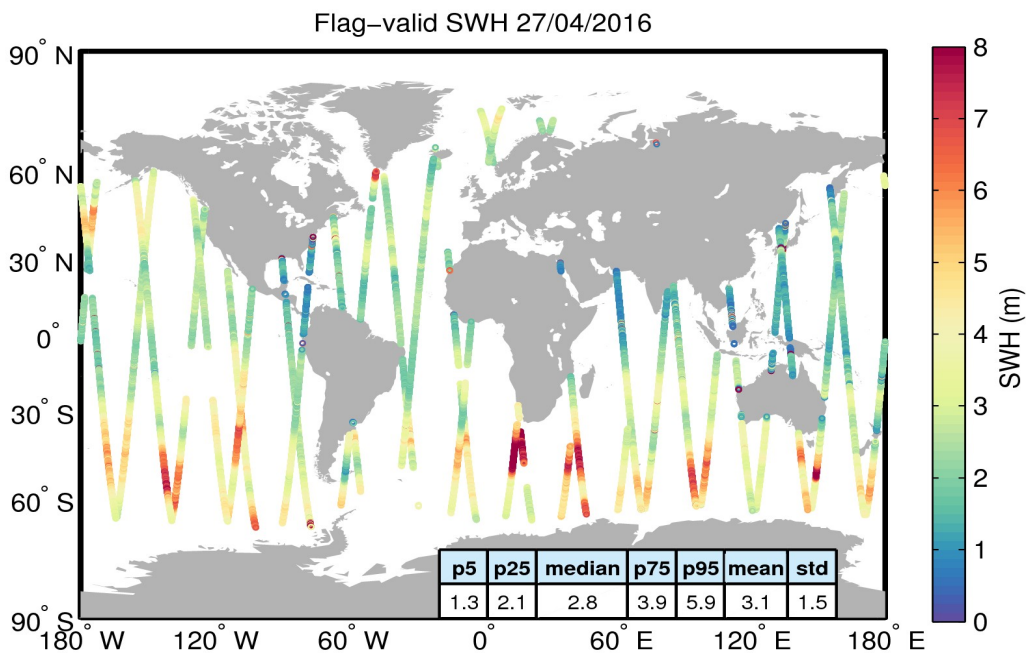 Flag−valid SWH 27/04/2016
90° N
60° N
30° N
0°
30° S
60° S
90° S
180° W
120° W
60° W
0°
60° E
120° E
180° E
p5 p25 median p75 p95 mean std
1.3 2.1 2.8 3.9 5.9 3.1 1.5
8
7
6
5
4
3
2
1
0
SWH (m)